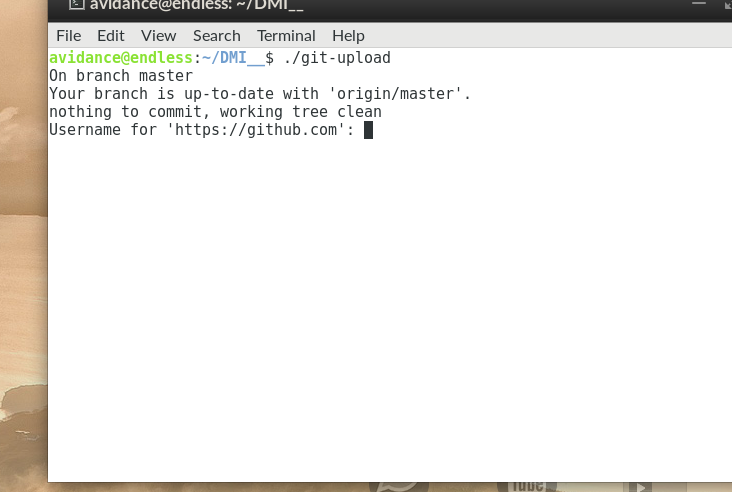 avidance@endless: ~/DMI__
File Edit View Search Terminal Help
avidance@endless:~/DMI__$ ./git-upload
On branch master
Your branch is up-to-date with 'origin/master'.
nothing to commit, working tree clean
Username for 'https://github.com':
Tube